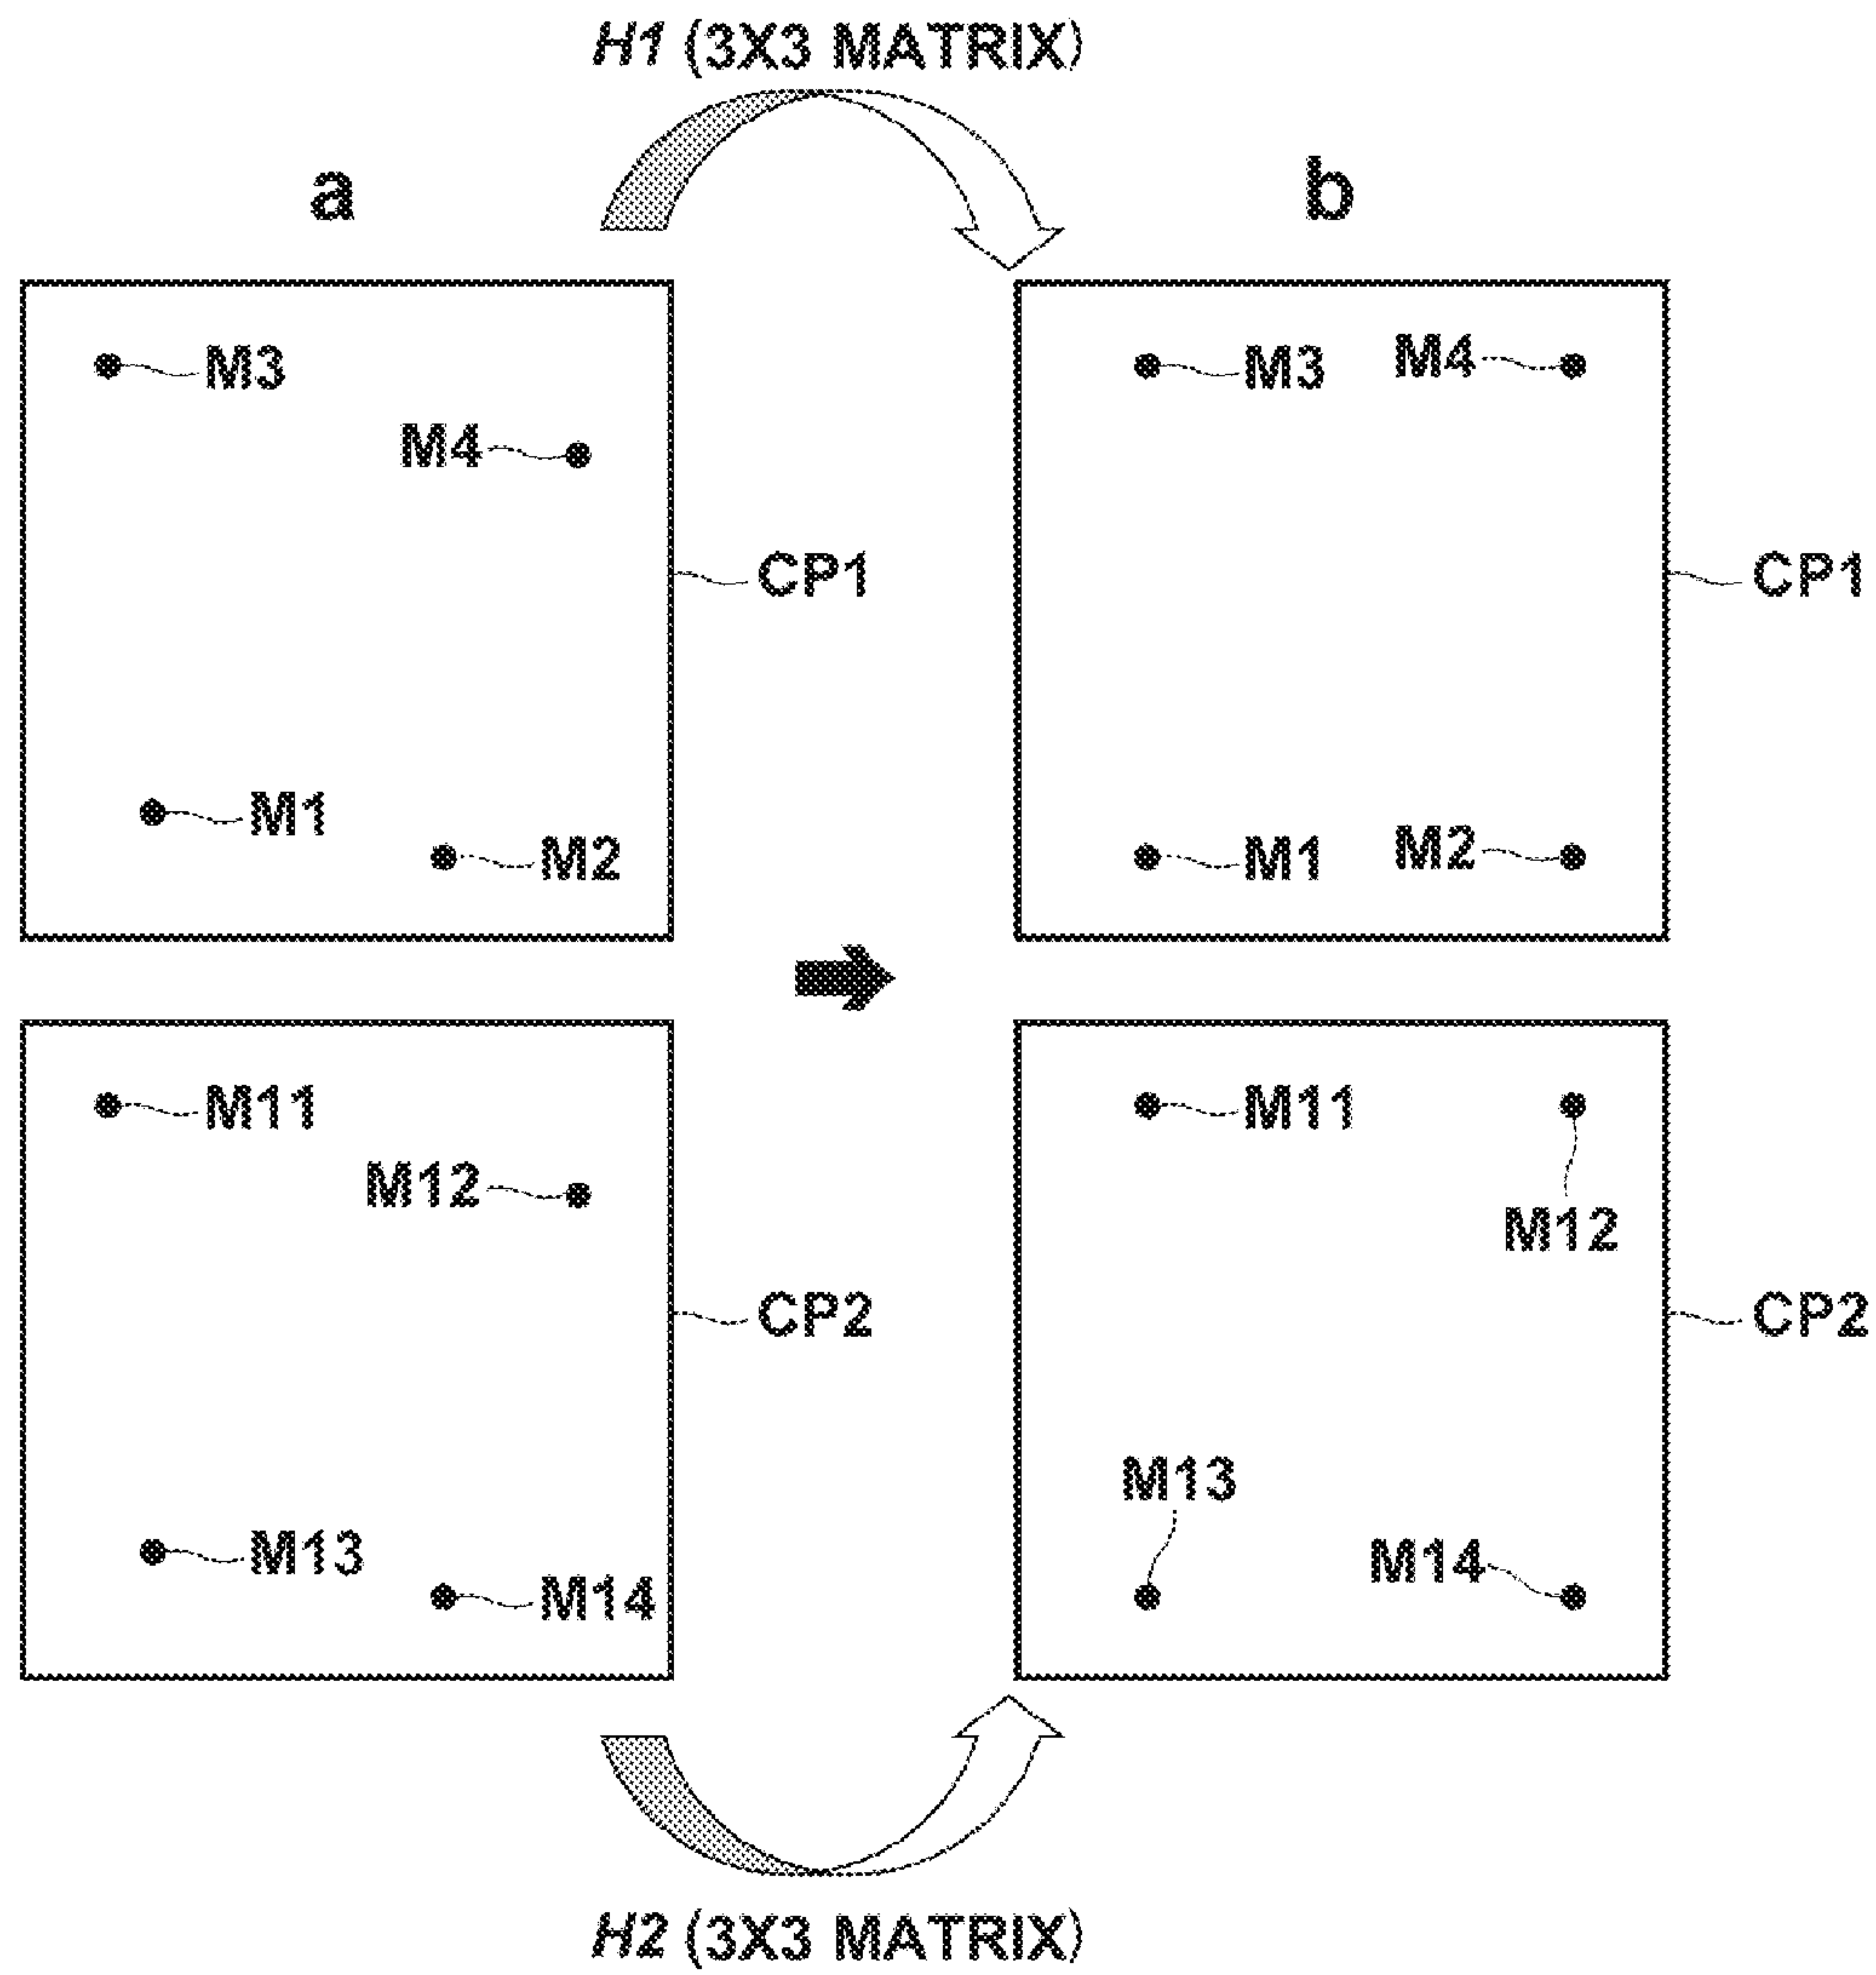 H1 (3X3 MATRIX)
a
b
M3
M4
CP1
M1
M2
M3
M4
CP1
M1
M2
M11
M12
CP2
M13
M14
M11
M12
CP2
M13
M14
H2 (3X3 MATRIX)